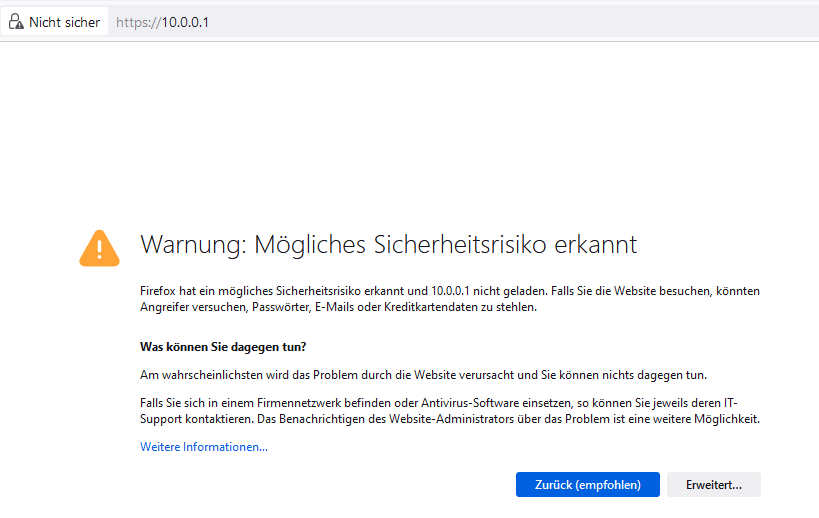 Nicht sicher https://10.0.0.1
Warnung: Mögliches Sicherheitsrisiko erkannt
Firefox hat ein mögliches Sicherheitsrisiko erkannt und 10.0.0.1 nicht geladen. Falls Sie die Website besuchen, könnten
Angreifer versuchen, Passwörter, E-Mails oder Kreditkartendaten zu stehlen.
Was können Sie dagegen tun?
Am wahrscheinlichsten wird das Problem durch die Website verursacht und Sie können nichts dagegen tun.
Falls Sie sich in einem Firmennetzwerk befinden oder Antivirus-Software einsetzen, so können Sie jeweils deren IT-
Support kontaktieren. Das Benachrichtigen des Website-Administrators über das Problem ist eine weitere Möglichkeit.
Weitere Informationen...
Zurück (empfohlen) Erweitert...